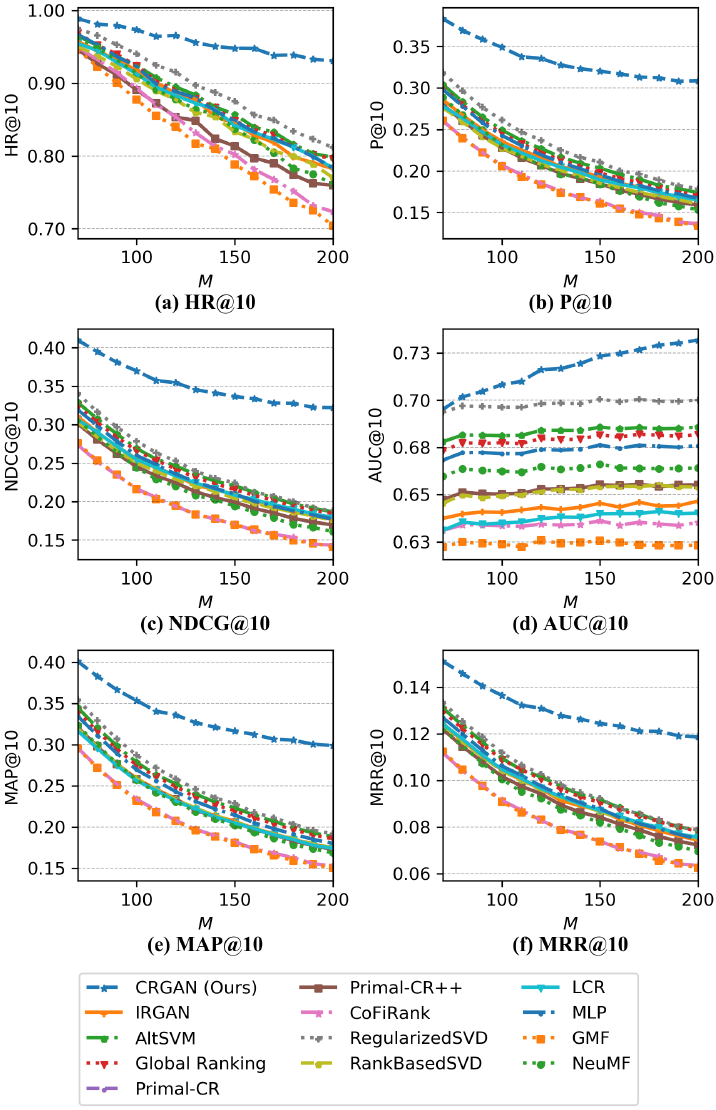 1.00
0.90
0.80
0.70
HR@10
100
150
200
M
(a) HR@10
0.35
0.30
0.25
0.20
0.15
P@10
100
150
200
M
(b) P@10
0.40
0.35
0.30
0.25
0.20
0.15
NDCG@10
100
150
200
M
(c) NDCG@10
0.73
0.70
0.68
0.65
0.63
AUC@10
100
150
200
M
(d) AUC@10
0.40
0.35
0.30
0.25
0.20
0.15
MAP@10
100
150
200
M
(e) MAP@10
0.14
0.12
0.10
0.08
0.06
MRR@10
100
150
200
M
(f) MRR@10
CRGAN (Ours)
IRGAN
AltSVM
Global Ranking
Primal-CR
Primal-CR++
CoFiRank
RegularizedSVD
RankBasedSVD
LCR
MLP
GMF
NeuMF